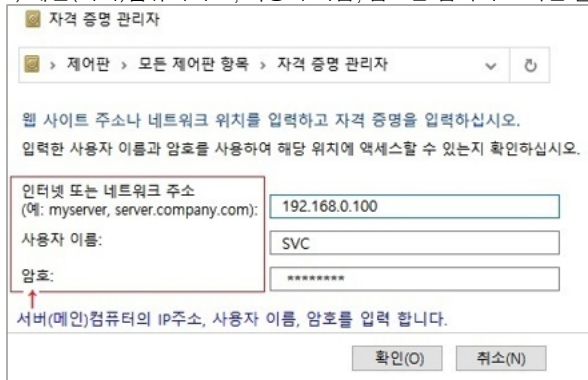 자격 증명 관리자
제어판 › 모든 제어판 항목 › 자격 증명 관리자
웹 사이트 주소나 네트워크 위치를 입력하고 자격 증명을 입력하십시오.
입력한 사용자 이름과 암호를 사용하여 해당 위치에 액세스할 수 있는지 확인하십시오.
인터넷 또는 네트워크 주소
(예: myserver, server.company.com): 192.168.0.100
사용자 이름: SVC
암호: ********
서버(메인)컴퓨터의 IP주소, 사용자 이름, 암호를 입력 합니다.
확인(O) 취소(N)